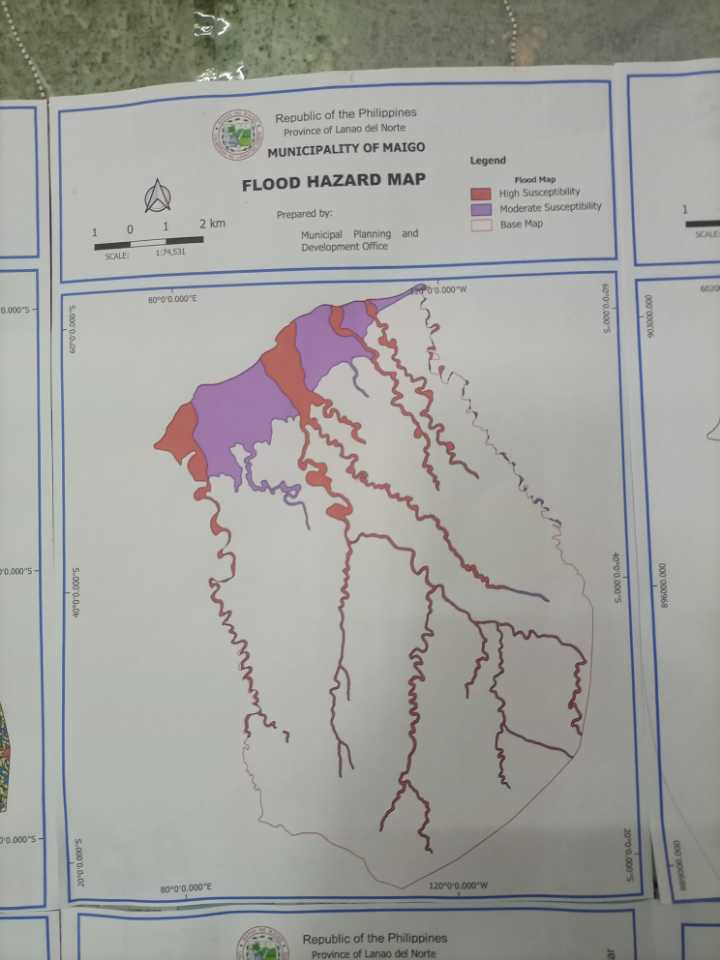 Republic of the Philippines
Province of Lanao del Norte
MUNICIPALITY OF MAIGO
FLOOD HAZARD MAP
Prepared by:
Municipal Planning and
Development Office
1 0 1 2 km
SCALE: 1:74,531
Legend
Flood Map
High Susceptibility
Moderate Susceptibility
Base Map
1
SCALE:
60°0'0.000"E
120°0'0.000"W
60°0'0.000"S
60°0'0.000"S
0.000"S
903000.000
40°0'0.000"S
40°0'0.000"S
0'0.000"S
896000.000
20°0'0.000"S
20°0'0.000"S
0'0.000"S
889000.000
80°0'0.000"E
120°0'0.000"W
Republic of the Philippines
Province of Lanao del Norte